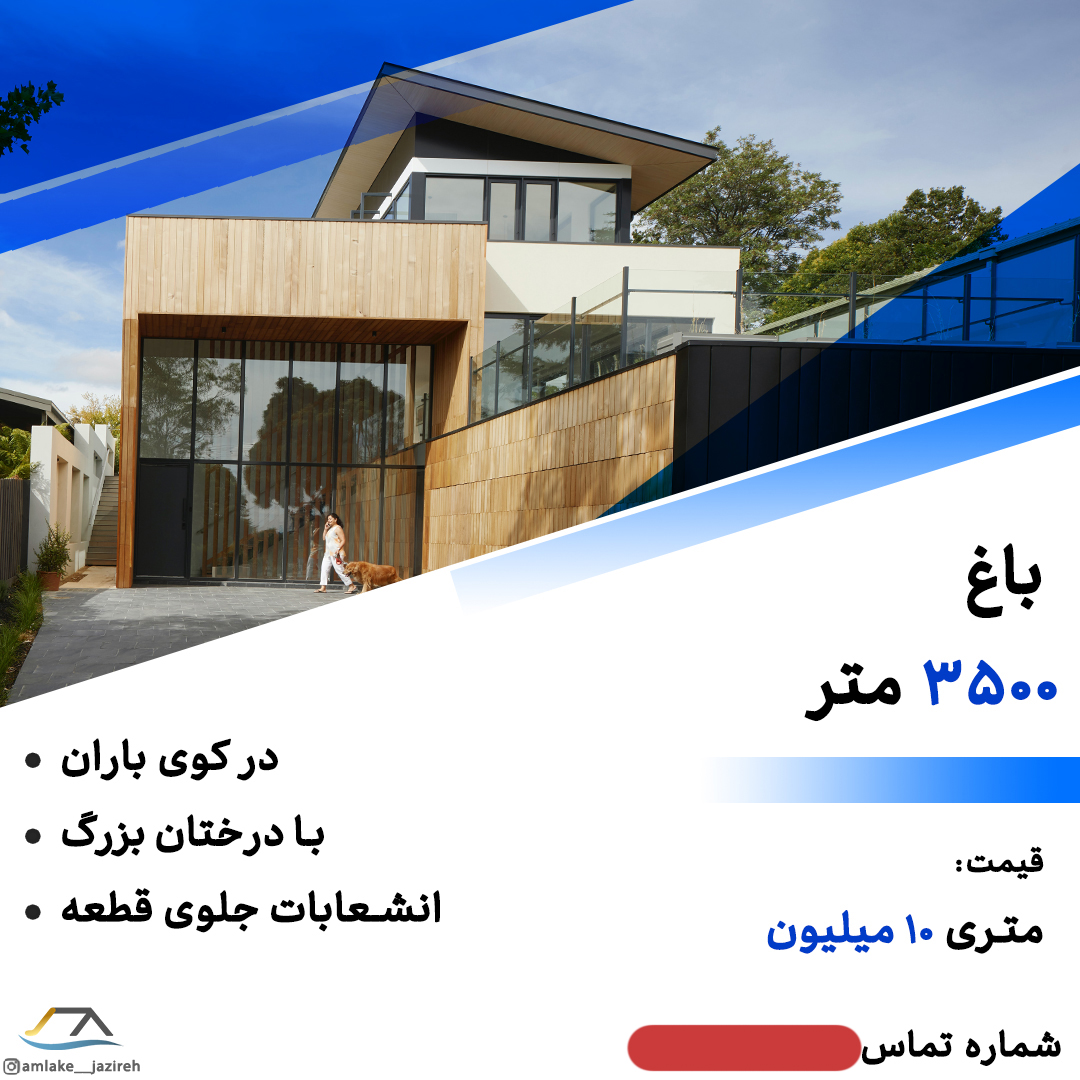 باغ
۳۵۰۰ متر
در کوی باران
با درختان بزرگ
انشعابات جلوی قطعه
قیمت:
متری ۱۰ میلیون
شماره تماس
amlake__jazireh